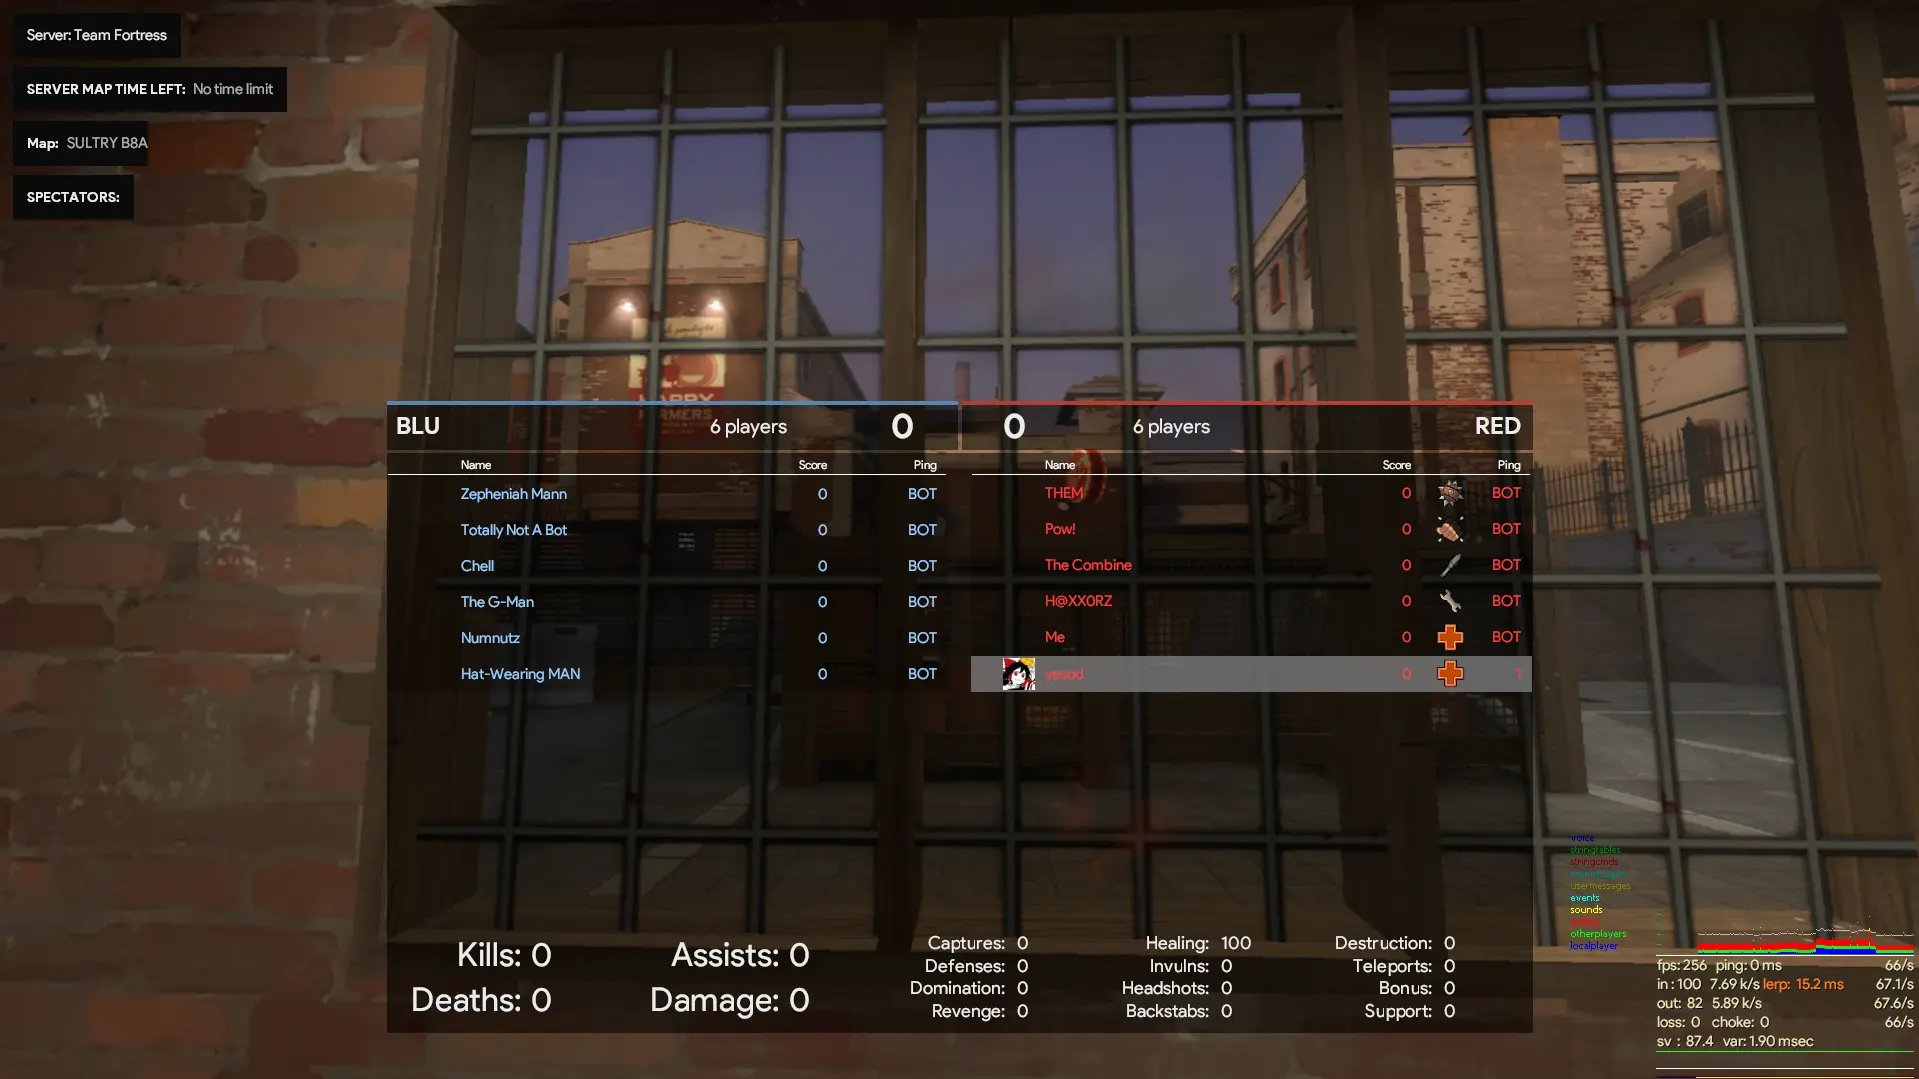 Server: Team Fortress
SERVER MAP TIME LEFT: No time limit
Map: SULTRY B8A
SPECTATORS:
BLU 6 players 0
0 6 players RED
Name Score Ping
Zepheniah Mann 0 BOT
Totally Not A Bot 0 BOT
Chell 0 BOT
The G-Man 0 BOT
Numnutz 0 BOT
Hat-Wearing MAN 0 BOT
Name Score Ping
THEM 0 BOT
Pow! 0 BOT
The Combine 0 BOT
H@XX0RZ 0 BOT
Me 0 BOT
yesod 0 1
Kills: 0 Assists: 0
Deaths: 0 Damage: 0
Captures: 0 Healing: 100 Destruction: 0
Defenses: 0 Invulns: 0 Teleports: 0
Domination: 0 Headshots: 0 Bonus: 0
Revenge: 0 Backstabs: 0 Support: 0
voice
stringtables
stringcmds
usermessages
events
sounds
otherplayers
localplayer
fps: 256 ping: 0 ms 66/s
in : 100 7.69 k/s lerp: 15.2 ms 67.1/s
out: 82 5.89 k/s 67.6/s
loss: 0 choke: 0 66/s
sv : 87.4 var: 1.90 msec